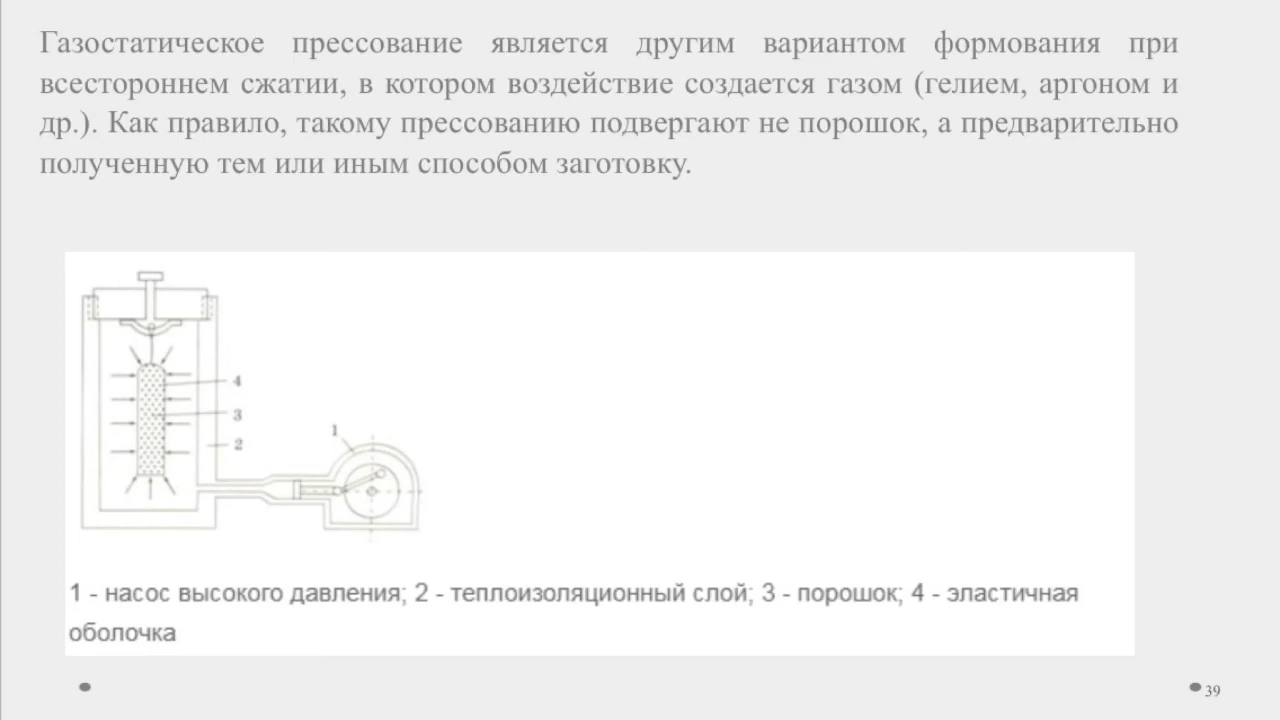 Газостатическое прессование является другим вариантом формования при
всестороннем сжатии, в котором воздействие создается газом (гелием, аргоном и
др.). Как правило, такому прессованию подвергают не порошок, а предварительно
полученную тем или иным способом заготовку.
4
3
2
1
1 - насос высокого давления; 2 - теплоизоляционный слой; 3 - порошок; 4 - эластичная
оболочка
39